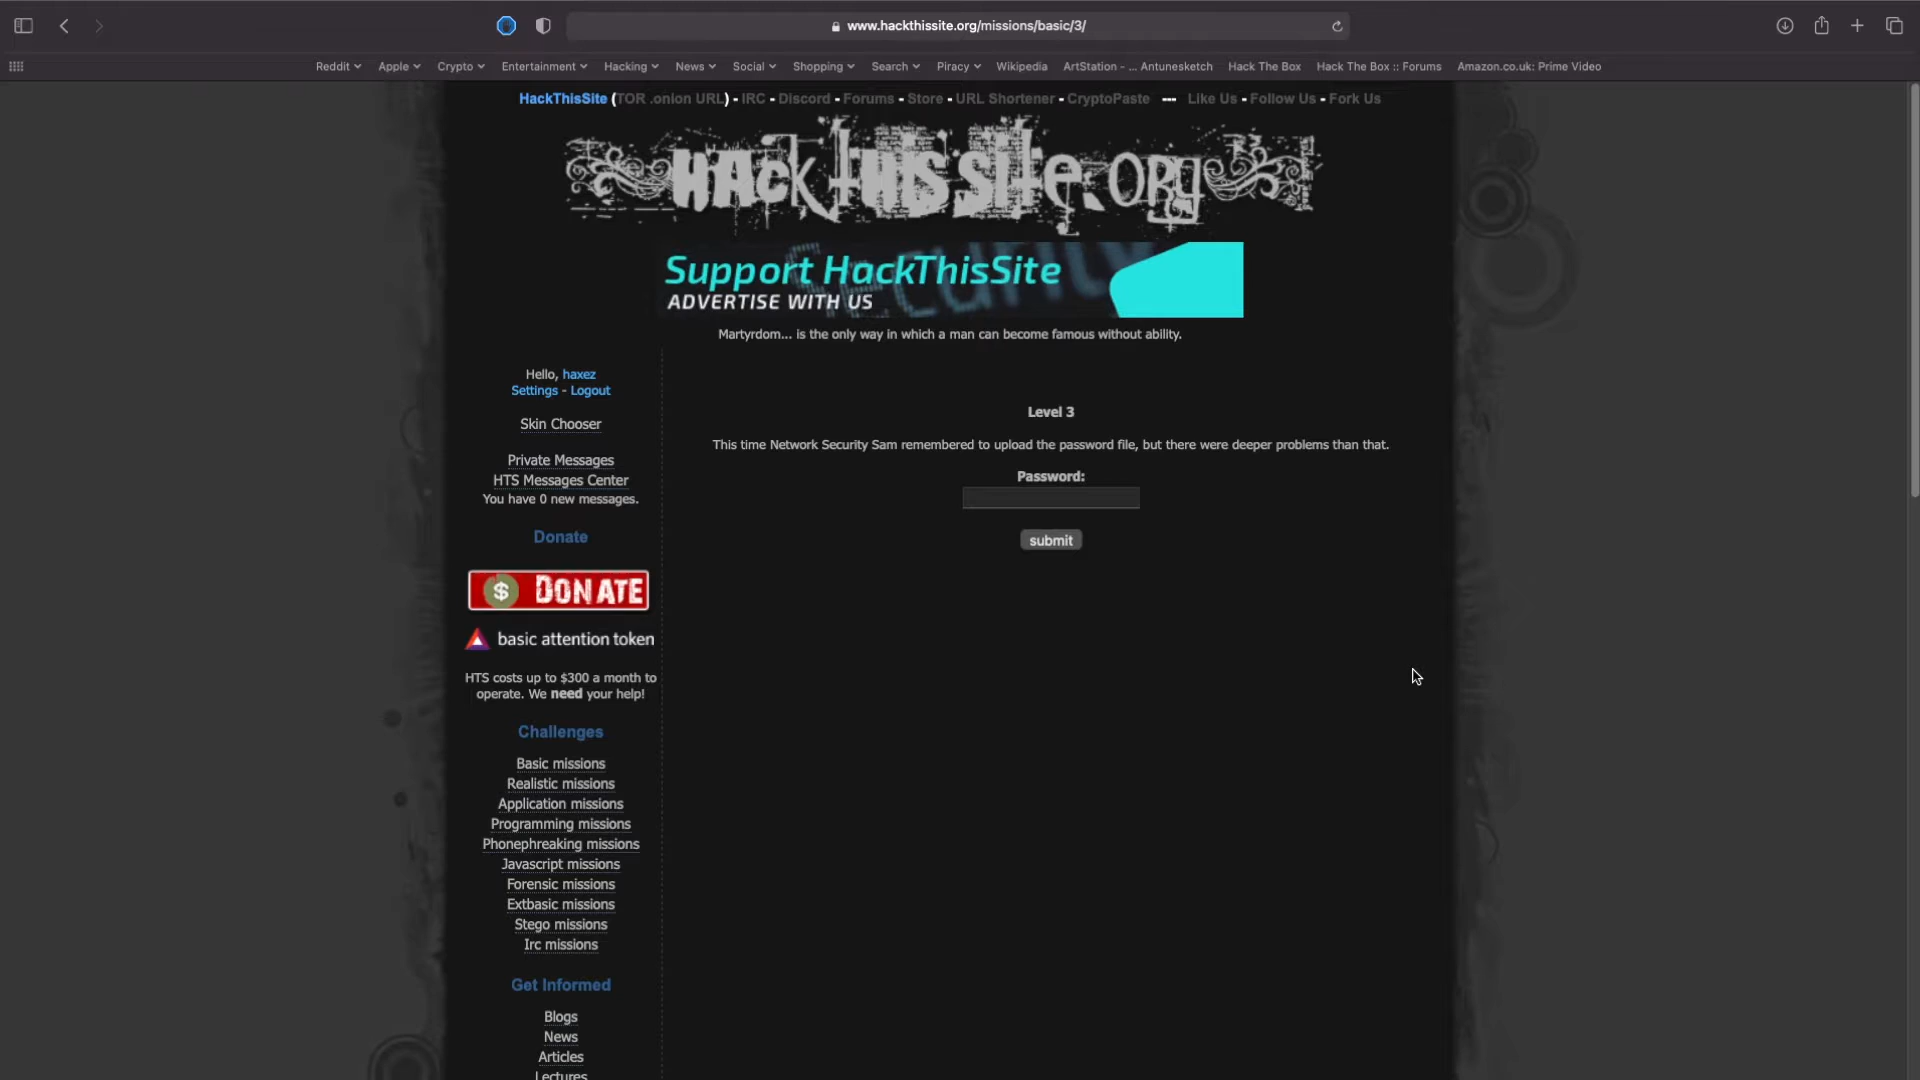 www.hackthissite.org/missions/basic/3/
Reddit Apple Crypto Entertainment Hacking News Social Shopping Search Piracy Wikipedia ArtStation - ... Antunesketch Hack The Box Hack The Box :: Forums Amazon.co.uk: Prime Video
HackThisSite (TOR .onion URL) - IRC - Discord - Forums - Store - URL Shortener - CryptoPaste --- Like Us - Follow Us - Fork Us
HAck tHIS SitE.ORg
Support HackThisSite
ADVERTISE WITH US
Martyrdom... is the only way in which a man can become famous without ability.
Hello, haxez
Settings - Logout
Skin Chooser
Private Messages
HTS Messages Center
You have 0 new messages.
Donate
$ DONATE
basic attention token
HTS costs up to $300 a month to
operate. We need your help!
Challenges
Basic missions
Realistic missions
Application missions
Programming missions
Phonephreaking missions
Javascript missions
Forensic missions
Extbasic missions
Stego missions
Irc missions
Get Informed
Blogs
News
Articles
Lectures
Level 3
This time Network Security Sam remembered to upload the password file, but there were deeper problems than that.
Password:
submit